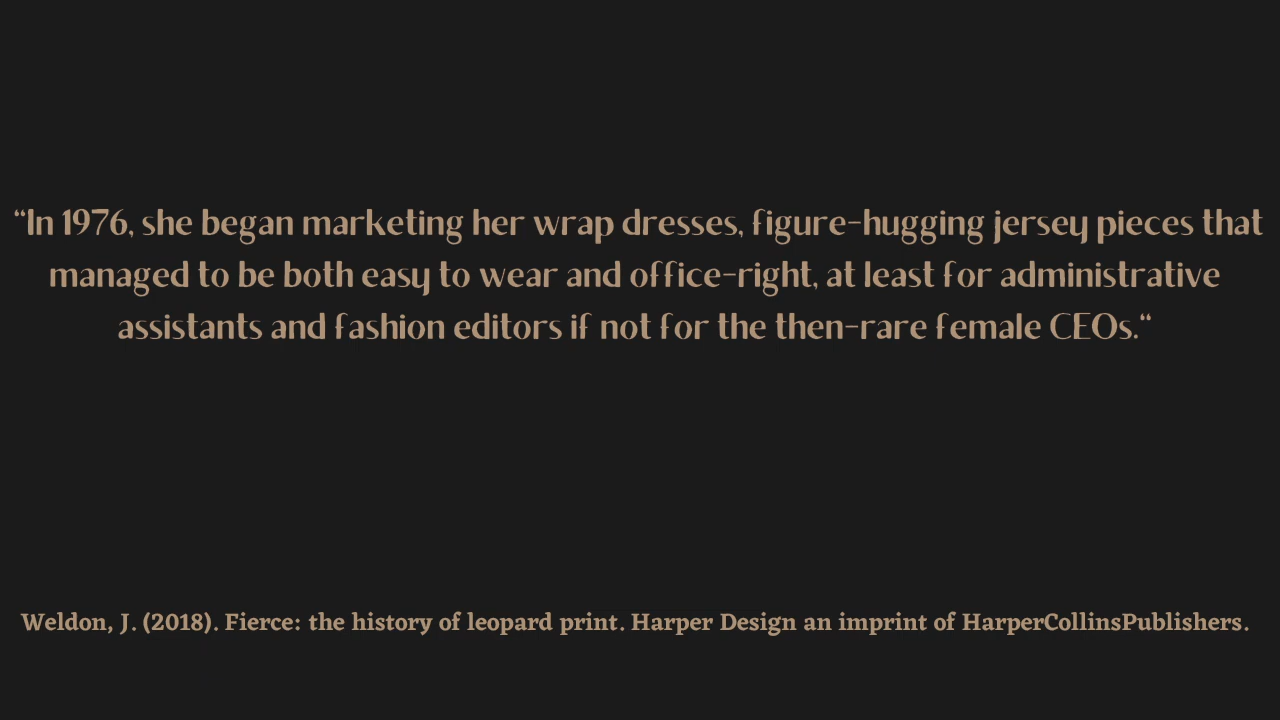 “In 1976, she began marketing her wrap dresses, figure-hugging jersey pieces that
managed to be both easy to wear and office-right, at least for administrative
assistants and fashion editors if not for the then-rare female CEOs.“
Weldon, J. (2018). Fierce: the history of leopard print. Harper Design an imprint of HarperCollinsPublishers.